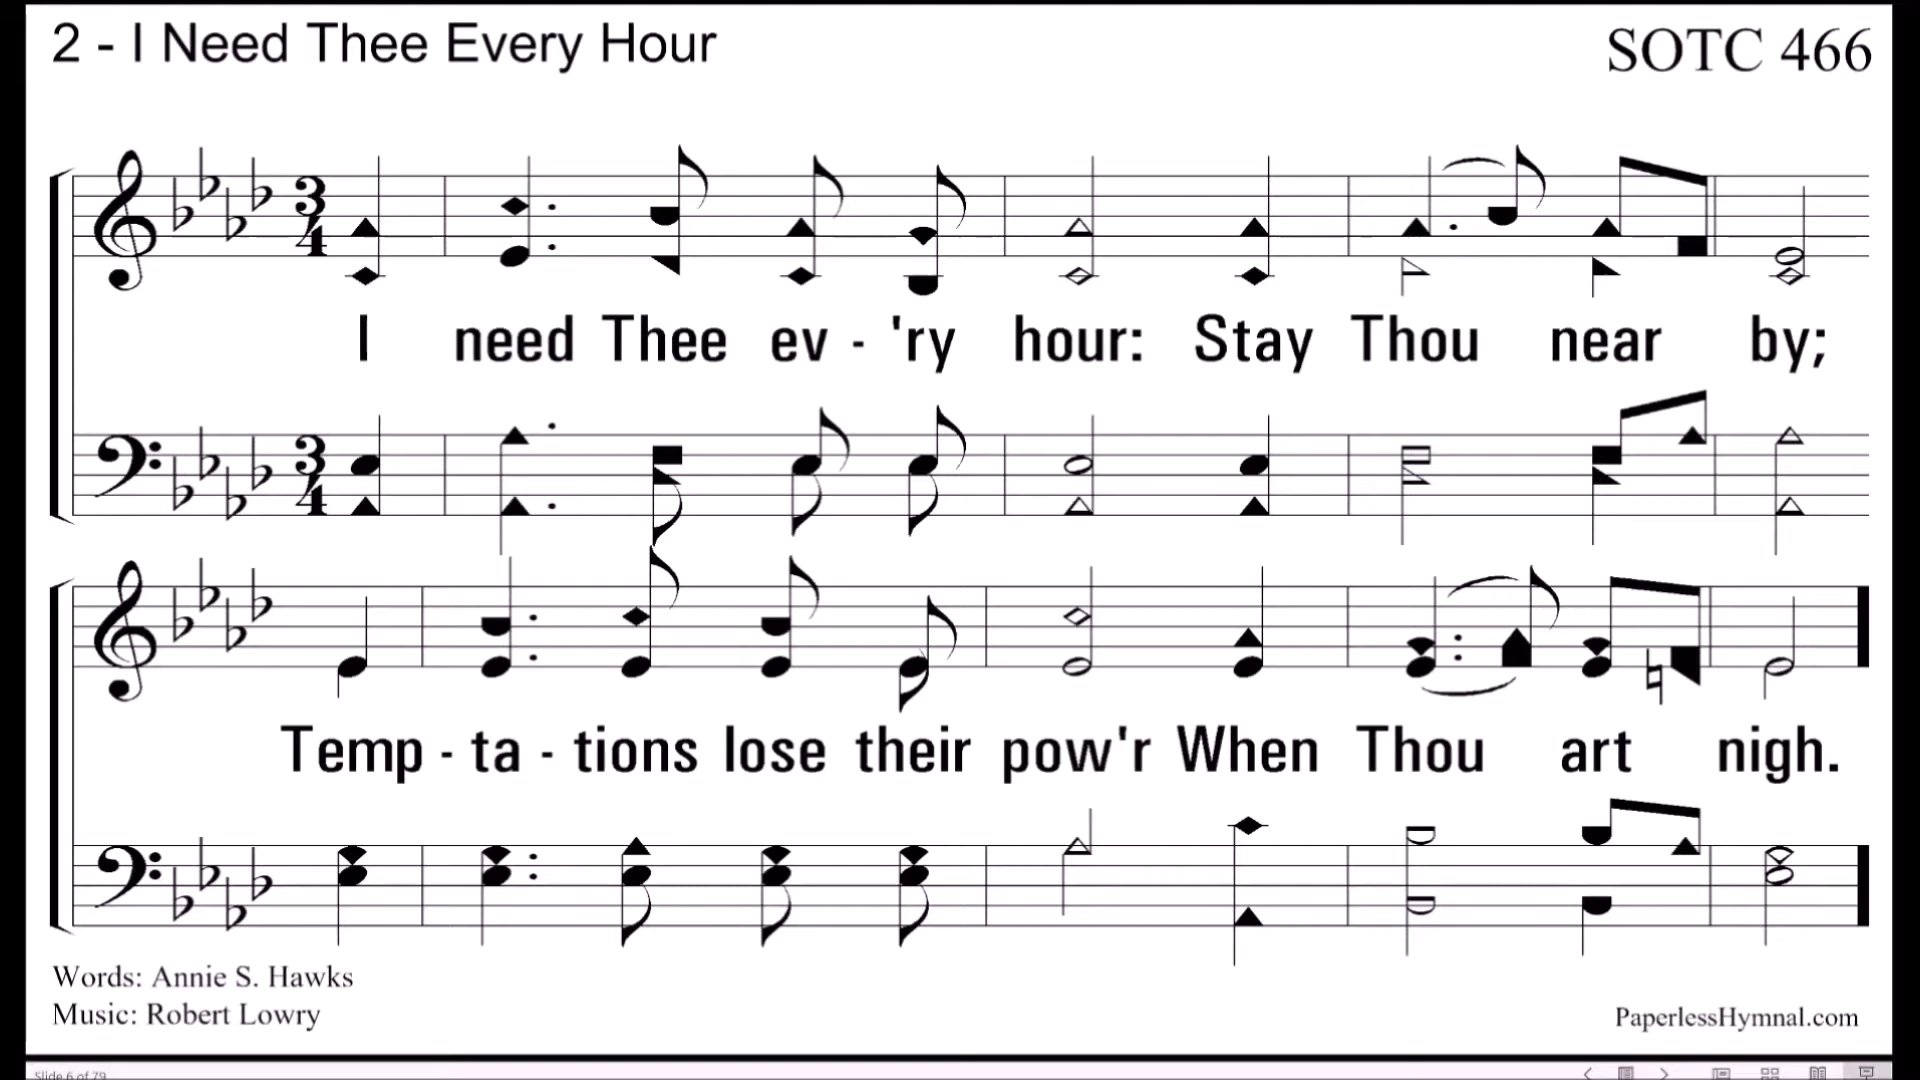 2 - I Need Thee Every Hour
SOTC 466
I need Thee ev - 'ry hour: Stay Thou near by;
Temp - ta - tions lose their pow'r When Thou art nigh.
Words: Annie S. Hawks
Music: Robert Lowry
PaperlessHymnal.com
Slide 6 of 79